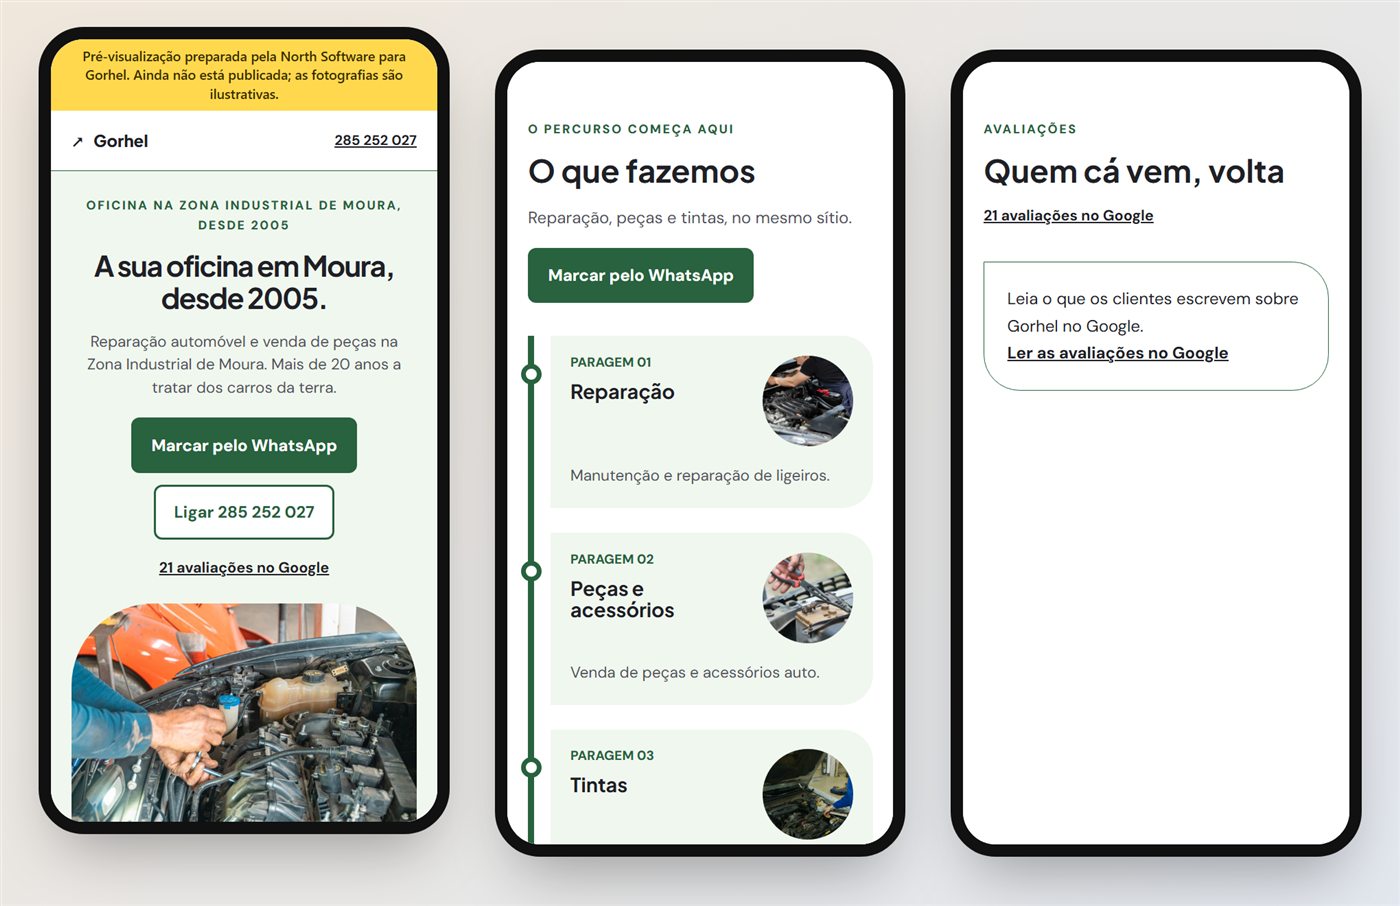 Pré-visualização preparada pela North Software para
Gorhel. Ainda não está publicada; as fotografias são
ilustrativas.
↗ Gorhel
285 252 027
OFICINA NA ZONA INDUSTRIAL DE MOURA,
DESDE 2005
A sua oficina em Moura,
desde 2005.
Reparação automóvel e venda de peças na
Zona Industrial de Moura. Mais de 20 anos a
tratar dos carros da terra.
Marcar pelo WhatsApp
Ligar 285 252 027
21 avaliações no Google
O PERCURSO COMEÇA AQUI
O que fazemos
Reparação, peças e tintas, no mesmo sítio.
Marcar pelo WhatsApp
PARAGEM 01
Reparação
Manutenção e reparação de ligeiros.
PARAGEM 02
Peças e
acessórios
Venda de peças e acessórios auto.
PARAGEM 03
Tintas
AVALIAÇÕES
Quem cá vem, volta
21 avaliações no Google
Leia o que os clientes escrevem sobre
Gorhel no Google.
Ler as avaliações no Google